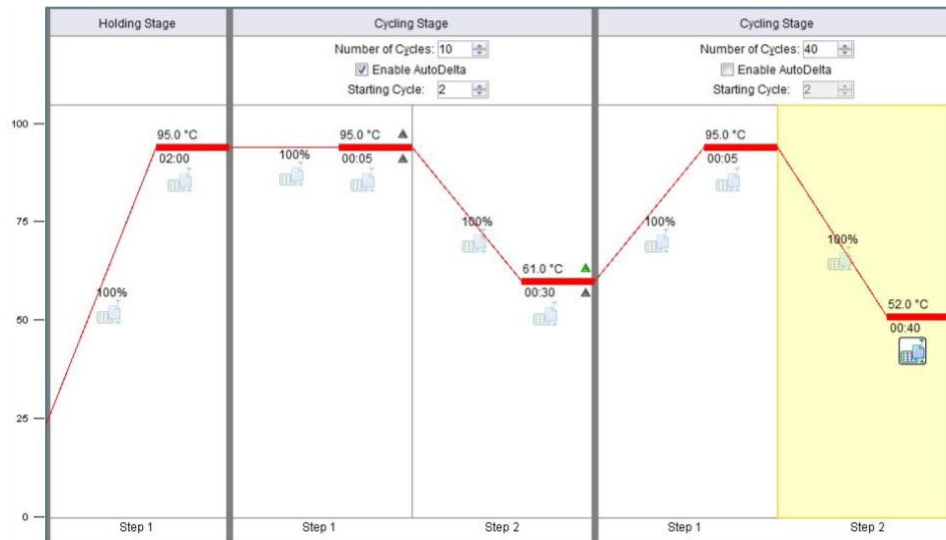 Holding Stage
Cycling Stage
Cycling Stage
Number of Cycles: 10
Enable AutoDelta
Starting Cycle: 2
Number of Cycles: 40
Enable AutoDelta
Starting Cycle: 2
100
75
50
25
0
95.0 °C
02:00
100%
95.0 °C
00:05
100%
61.0 °C
00:30
100%
95.0 °C
00:05
100%
52.0 °C
00:40
100%
Step 1
Step 1
Step 2
Step 1
Step 2